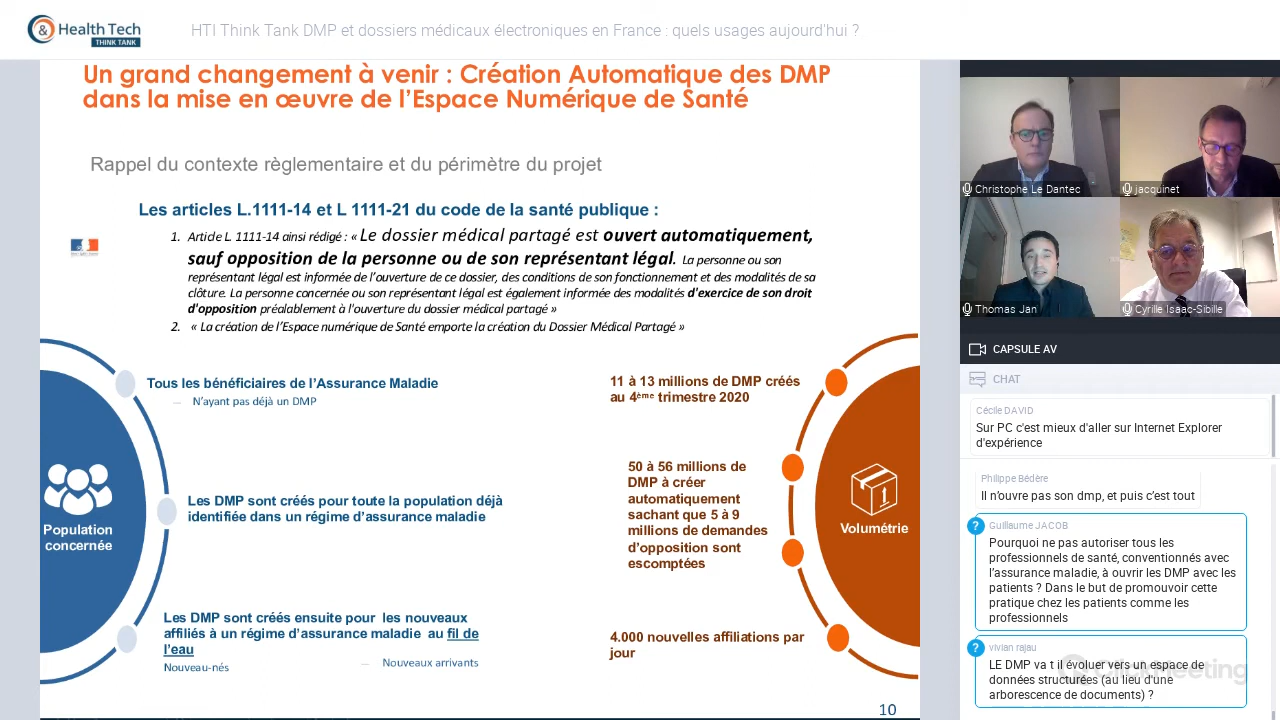 & Health Tech
THINK TANK
HTI Think Tank DMP et dossiers médicaux électroniques en France : quels usages aujourd'hui ?
Un grand changement à venir : Création Automatique des DMP
dans la mise en œuvre de l’Espace Numérique de Santé
Rappel du contexte règlementaire et du périmètre du projet
Les articles L.1111-14 et L 1111-21 du code de la santé publique :
1. Article L. 1111-14 ainsi rédigé : « Le dossier médical partagé est ouvert automatiquement,
sauf opposition de la personne ou de son représentant légal. La personne ou son
représentant légal est informée de l’ouverture de ce dossier, des conditions de son fonctionnement et des modalités de sa
clôture. La personne concernée ou son représentant légal est également informée des modalités d'exercice de son droit
d'opposition préalablement à l’ouverture du dossier médical partagé »
2. « La création de l’Espace numérique de Santé emporte la création du Dossier Médical Partagé »
Population
concernée
Tous les bénéficiaires de l’Assurance Maladie
— N’ayant pas déjà un DMP
Les DMP sont créés pour toute la population déjà
identifiée dans un régime d’assurance maladie
Les DMP sont créés ensuite pour les nouveaux
affiliés à un régime d’assurance maladie au fil de
l’eau
Nouveau-nés
— Nouveaux arrivants
11 à 13 millions de DMP créés
au 4ème trimestre 2020
50 à 56 millions de
DMP à créer
automatiquement
sachant que 5 à 9
millions de demandes
d’opposition sont
escomptées
4.000 nouvelles affiliations par
jour
Volumétrie
10
Christophe Le Dantec
jacquinet
Thomas Jan
Cyrille Isaac-Sibille
CAPSULE AV
CHAT
Cécile DAVID
Sur PC c'est mieux d'aller sur Internet Explorer
d'expérience
Philippe Bédère
Il n’ouvre pas son dmp, et puis c’est tout
?
Guillaume JACOB
Pourquoi ne pas autoriser tous les
professionnels de santé, conventionnés avec
l’assurance maladie, à ouvrir les DMP avec les
patients ? Dans le but de promouvoir cette
pratique chez les patients comme les
professionnels
?
vivian rajau
LE DMP va t il évoluer vers un espace de
données structurées (au lieu d'une
arborescence de documents) ?
ClickMeeting